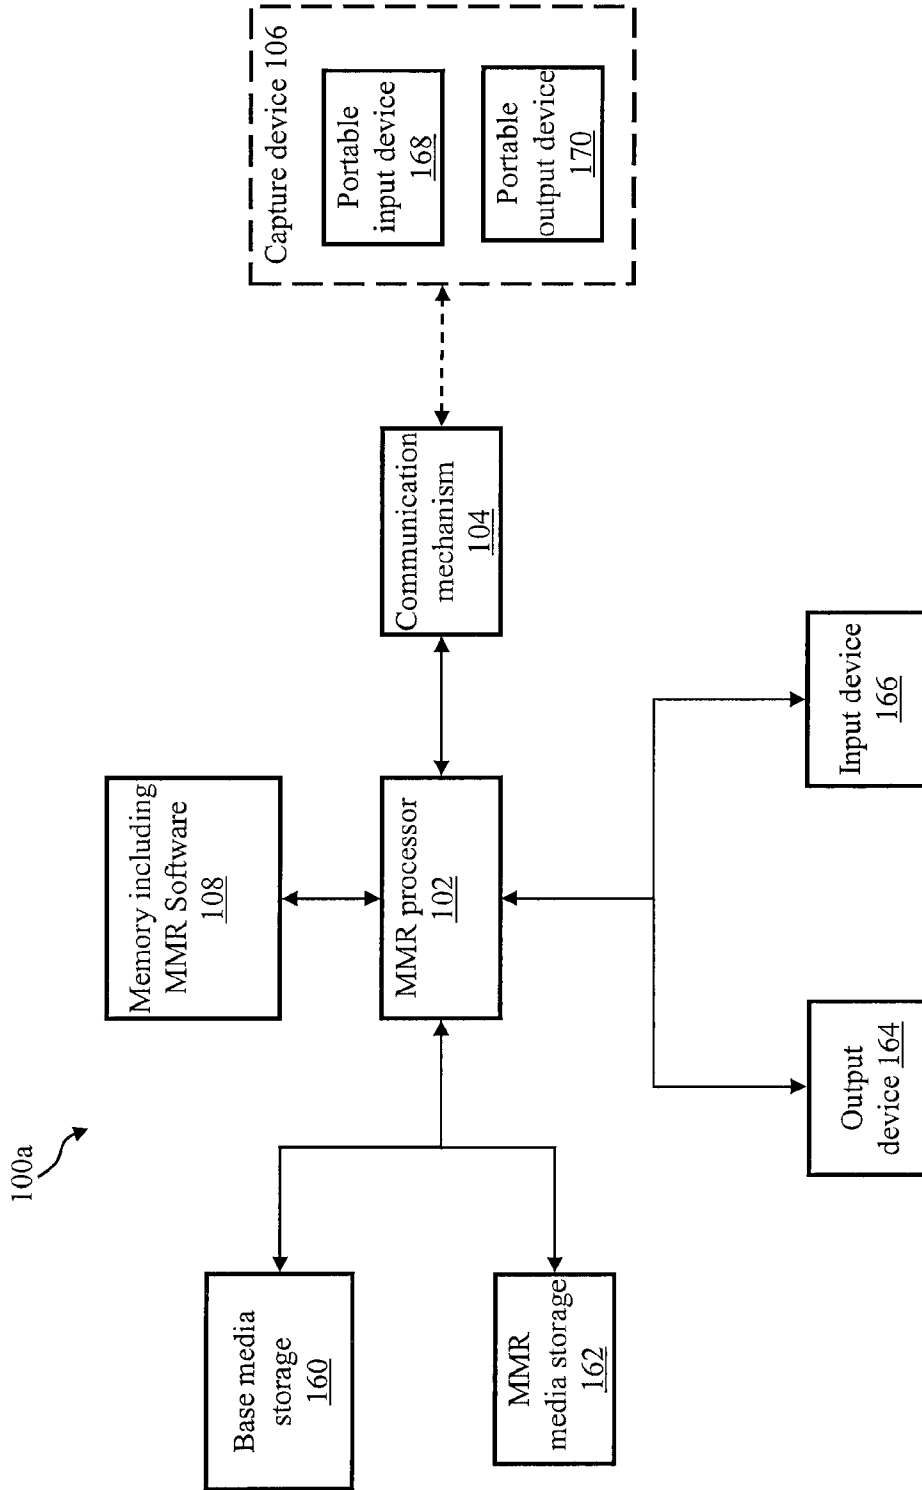 100a
Base media
storage
160
MMR
media storage
162
Memory including
MMR Software
108
MMR processor
102
Output
device 164
Input device
166
Communication
mechanism
104
Capture device 106
Portable
input device
168
Portable
output device
170